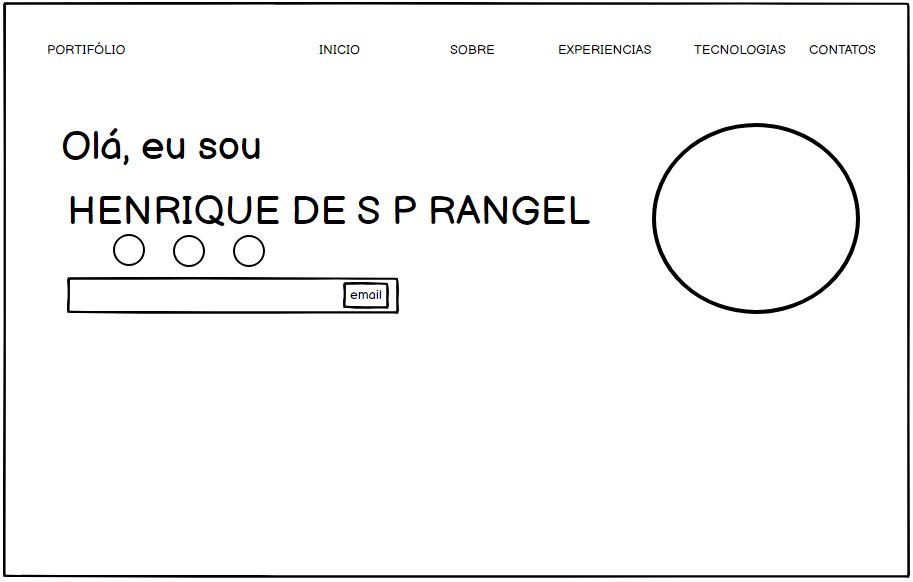 PORTIFÓLIO INICIO SOBRE EXPERIENCIAS TECNOLOGIAS CONTATOS
Olá, eu sou
HENRIQUE DE S P RANGEL
email